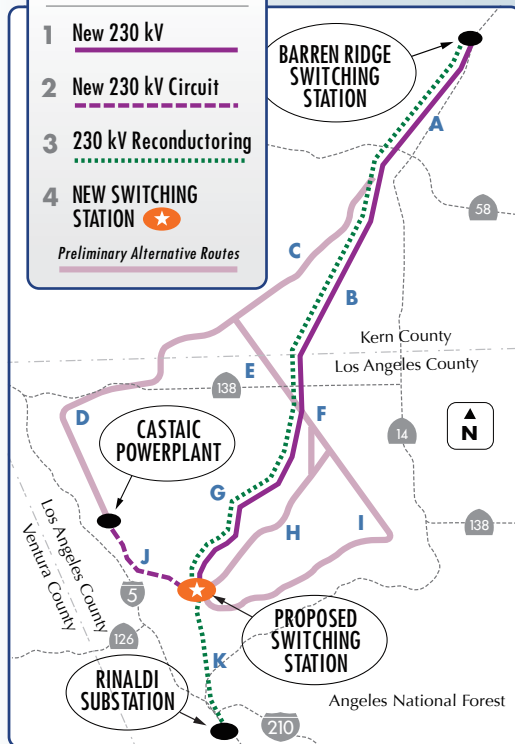 1 New 230 kV
2 New 230 kV Circuit
3 230 kV Reconductoring
4 NEW SWITCHING
STATION
Preliminary Alternative Routes
BARREN RIDGE
SWITCHING
STATION
A
58
C
B
Kern County
Los Angeles County
E
138
D
F
14
N
CASTAIC
POWERPLANT
G
H
I
138
Los Angeles County
Ventura County
J
5
126
PROPOSED
SWITCHING
STATION
K
RINALDI
SUBSTATION
Angeles National Forest
210